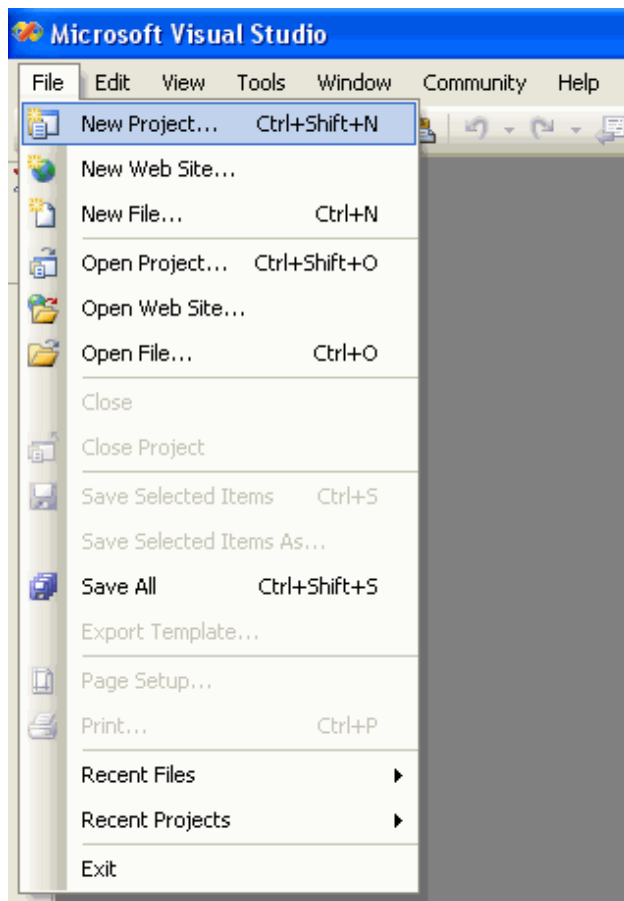 Microsoft Visual Studio
File Edit View Tools Window Community Help
New Project... Ctrl+Shift+N
New Web Site...
New File... Ctrl+N
Open Project... Ctrl+Shift+O
Open Web Site...
Open File... Ctrl+O
Close
Close Project
Save Selected Items Ctrl+S
Save Selected Items As...
Save All Ctrl+Shift+S
Export Template...
Page Setup...
Print... Ctrl+P
Recent Files
Recent Projects
Exit